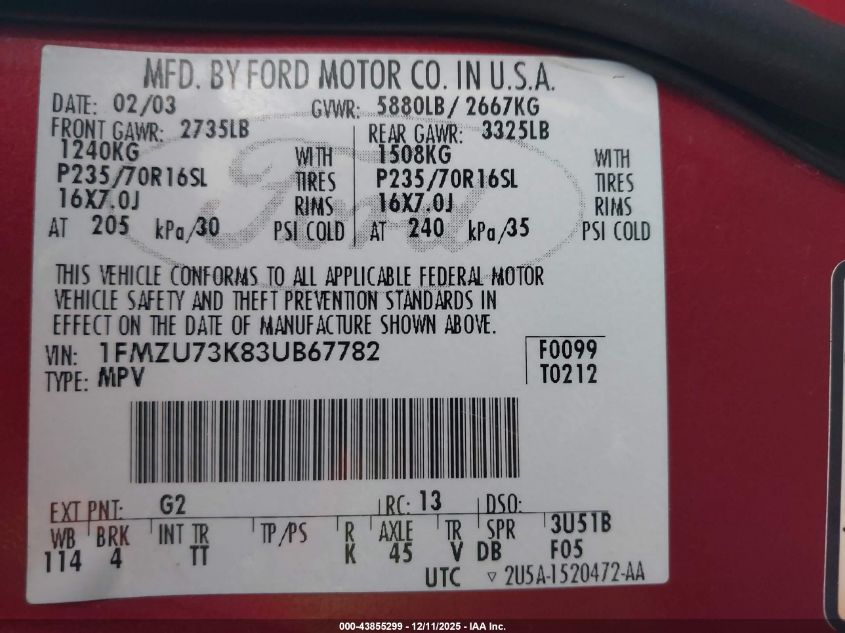 MFD. BY FORD MOTOR CO. IN U.S.A.
DATE: 02/03 GVWR: 5880LB/ 2667KG
FRONT GAWR: 2735LB REAR GAWR: 3325LB
1240KG WITH 1508KG WITH
P235/70R16SL TIRES P235/70R16SL TIRES
16X7.0J RIMS 16X7.0J RIMS
AT 205 kPa/30 PSI COLD AT 240 kPa/35 PSI COLD
Ford
THIS VEHICLE CONFORMS TO ALL APPLICABLE FEDERAL MOTOR
VEHICLE SAFETY AND THEFT PREVENTION STANDARDS IN
EFFECT ON THE DATE OF MANUFACTURE SHOWN ABOVE.
VIN: 1FMZU73K83UB67782 F0099
TYPE: MPV T0212
EXT PNT: G2 RC: 13 DSO:
WB BRK INT TR TP/PS R AXLE TR SPR 3U51B
114 4 TT K 45 V DB F05
UTC ▿ 2U5A-1520472-AA
000-43855299 - 12/11/2025 - IAA Inc.